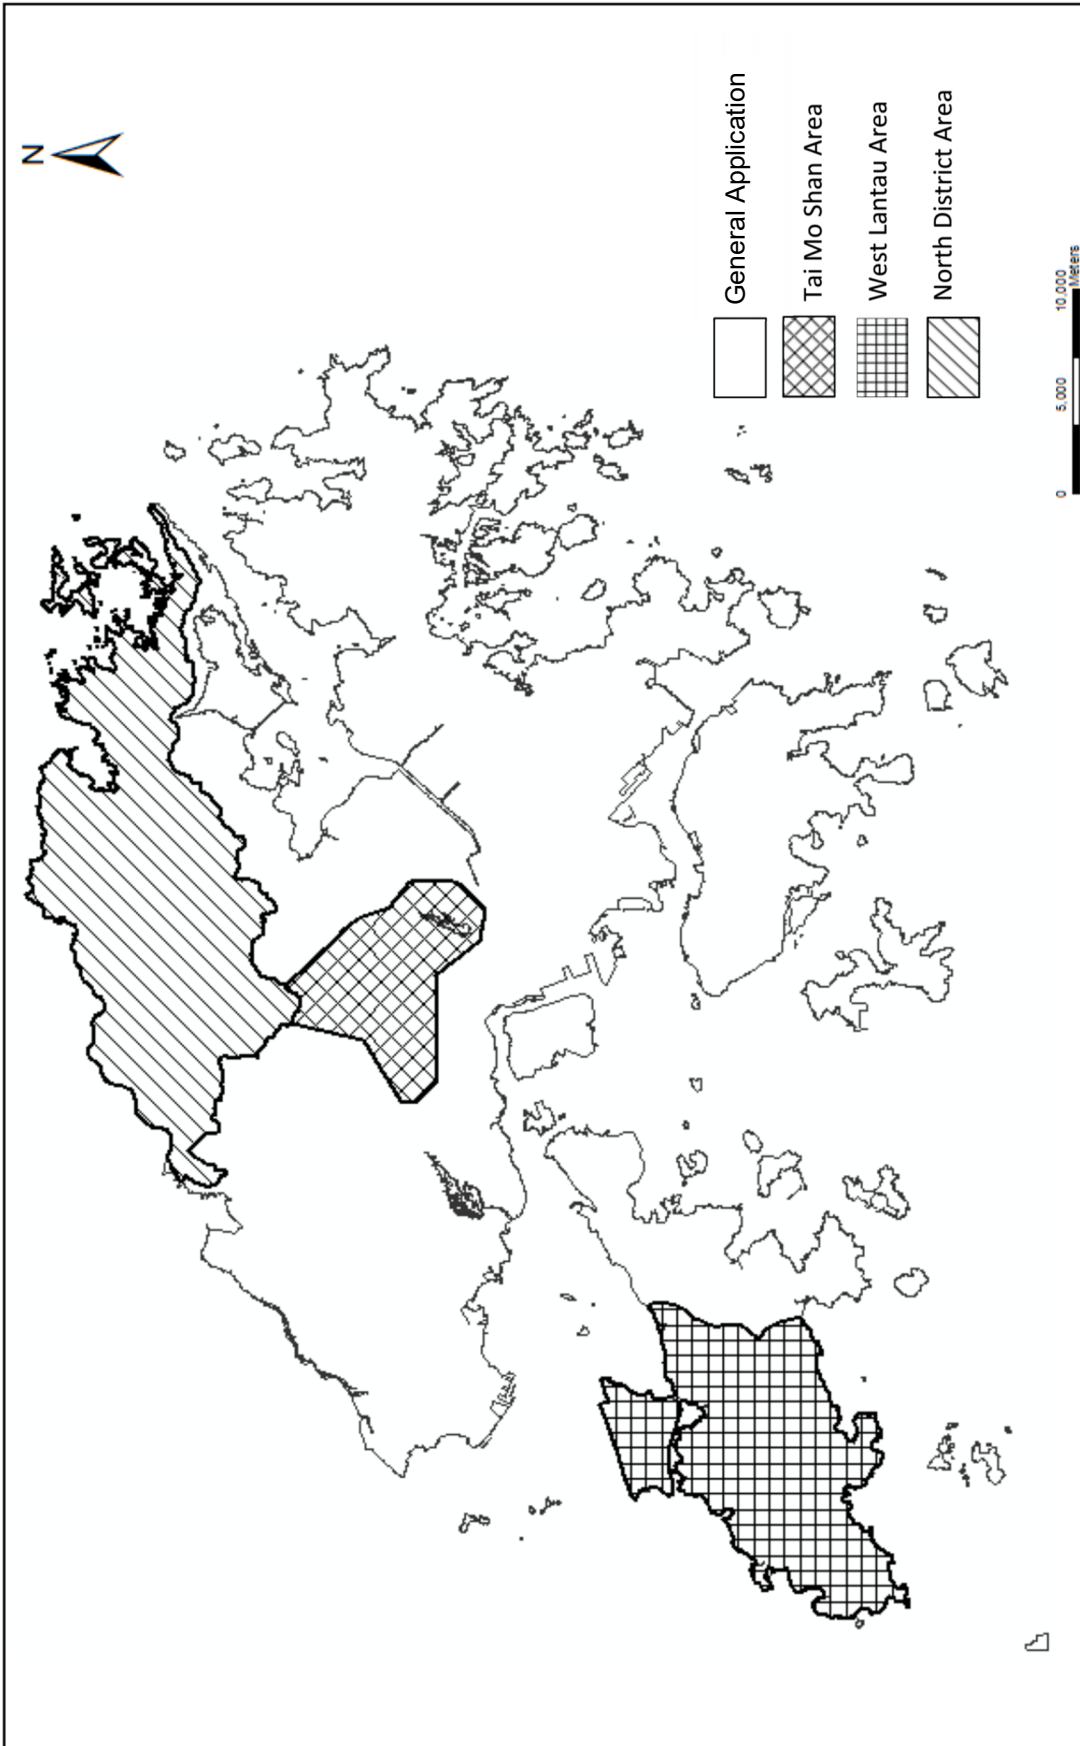 N
General Application
Tai Mo Shan Area
West Lantau Area
North District Area
0 5,000 10,000
Meters